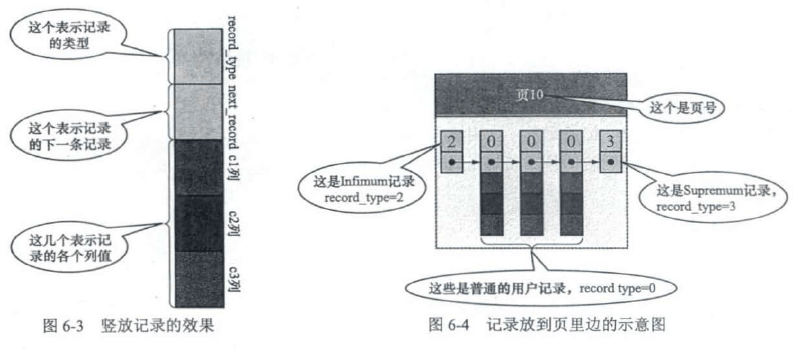 这个表示记录
的类型
record_type
next_record
这个表示记录
的下一条记录
c1列
c2列
这几个表示记
录的各个列值
c3列
图 6-3 竖放记录的效果
页10
这个是页号
2
0
0
0
3
这是Infimum记录
record_type=2
这是Supremum记录，
record_type=3
这些是普通的用户记录，record type=0
图 6-4 记录放到页里边的示意图